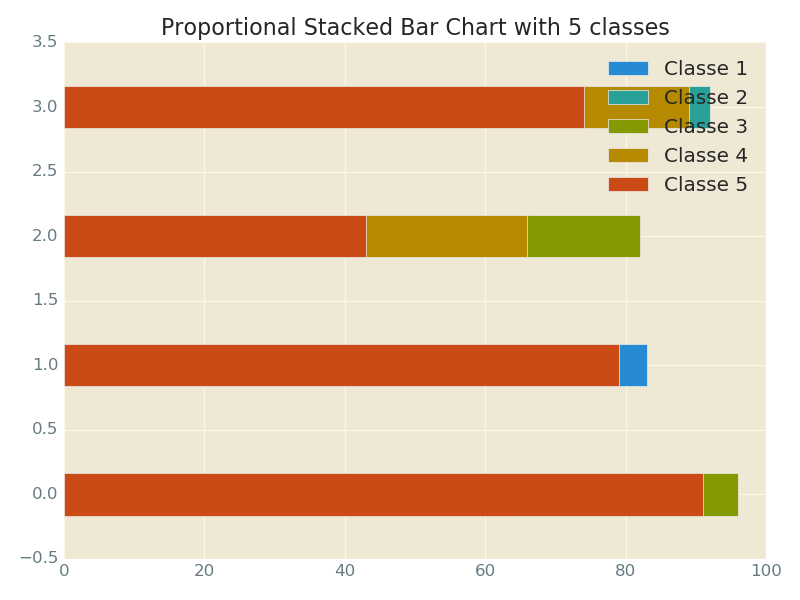 Proportional Stacked Bar Chart with 5 classes
3.5
3.0
2.5
2.0
1.5
1.0
0.5
0.0
−0.5
0 20 40 60 80 100
Classe 1
Classe 2
Classe 3
Classe 4
Classe 5